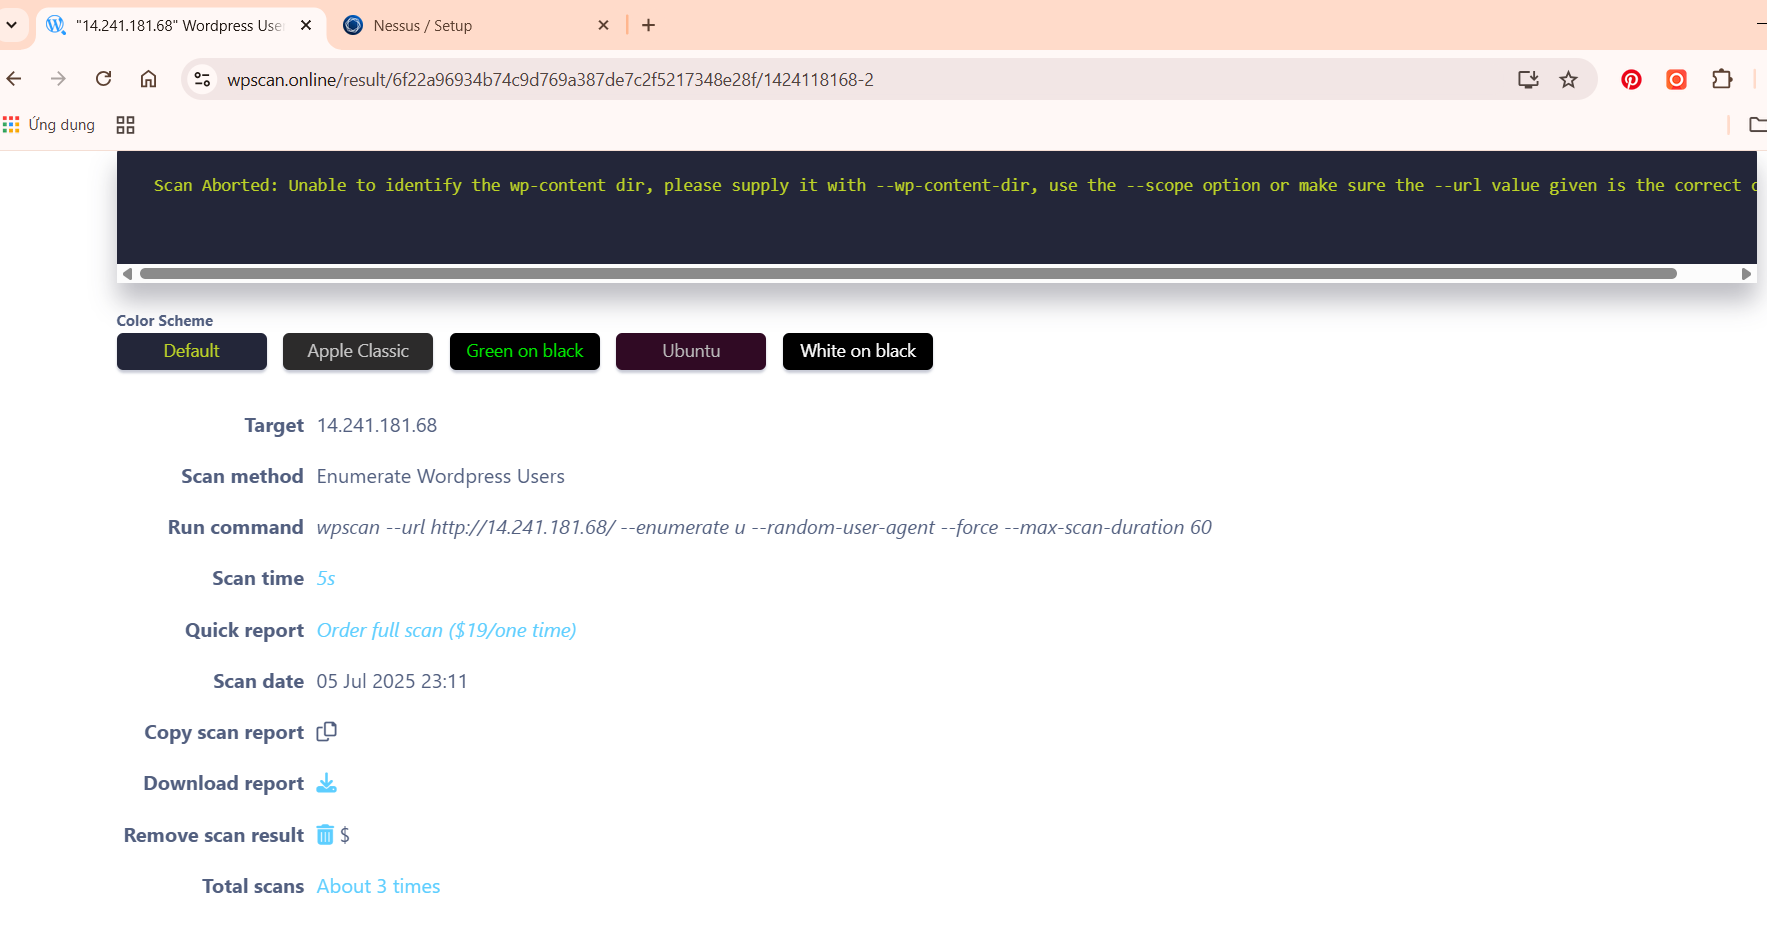 "14.241.181.68" Wordpress Use
Nessus / Setup
wpscan.online/result/6f22a96934b74c9d769a387de7c2f5217348e28f/1424118168-2
Ứng dụng
Scan Aborted: Unable to identify the wp-content dir, please supply it with --wp-content-dir, use the --scope option or make sure the --url value given is the correct
Color Scheme
Default Apple Classic Green on black Ubuntu White on black
Target 14.241.181.68
Scan method Enumerate Wordpress Users
Run command wpscan --url http://14.241.181.68/ --enumerate u --random-user-agent --force --max-scan-duration 60
Scan time 5s
Quick report Order full scan ($19/one time)
Scan date 05 Jul 2025 23:11
Copy scan report
Download report
Remove scan result $
Total scans About 3 times